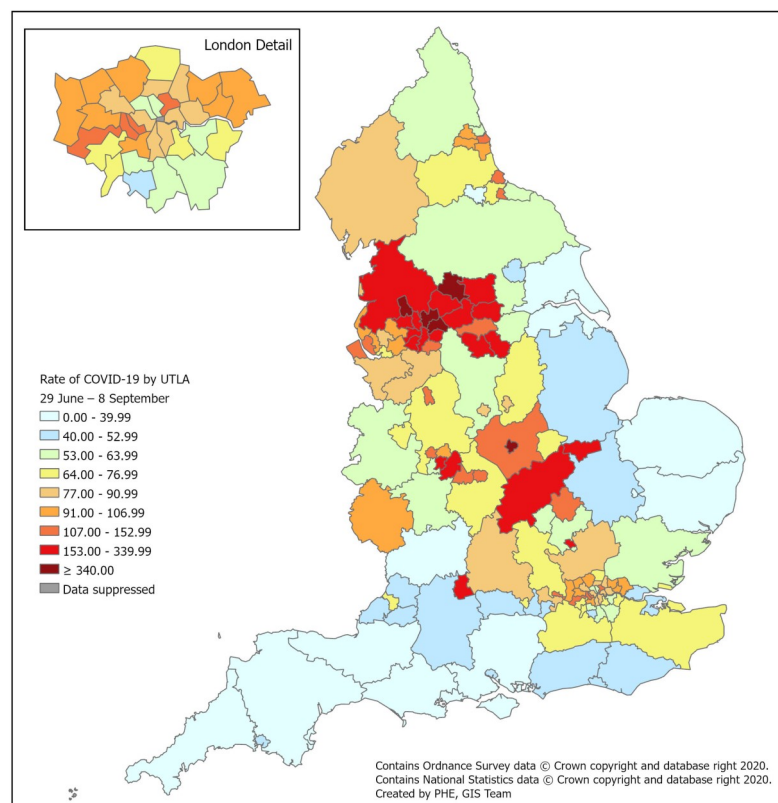 London Detail
Rate of COVID-19 by UTLA
29 June – 8 September
0.00 - 39.99
40.00 - 52.99
53.00 - 63.99
64.00 - 76.99
77.00 - 90.99
91.00 - 106.99
107.00 - 152.99
153.00 - 339.99
≥ 340.00
Data suppressed
Contains Ordnance Survey data © Crown copyright and database right 2020.
Contains National Statistics data © Crown copyright and database right 2020.
Created by PHE, GIS Team